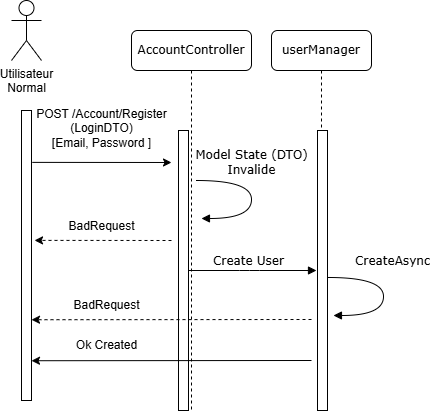 AccountController
userManager
Utilisateur
Normal
POST /Account/Register
(LoginDTO)
[Email, Password ]
Model State (DTO)
Invalide
BadRequest
Create User
CreateAsync
BadRequest
Ok Created